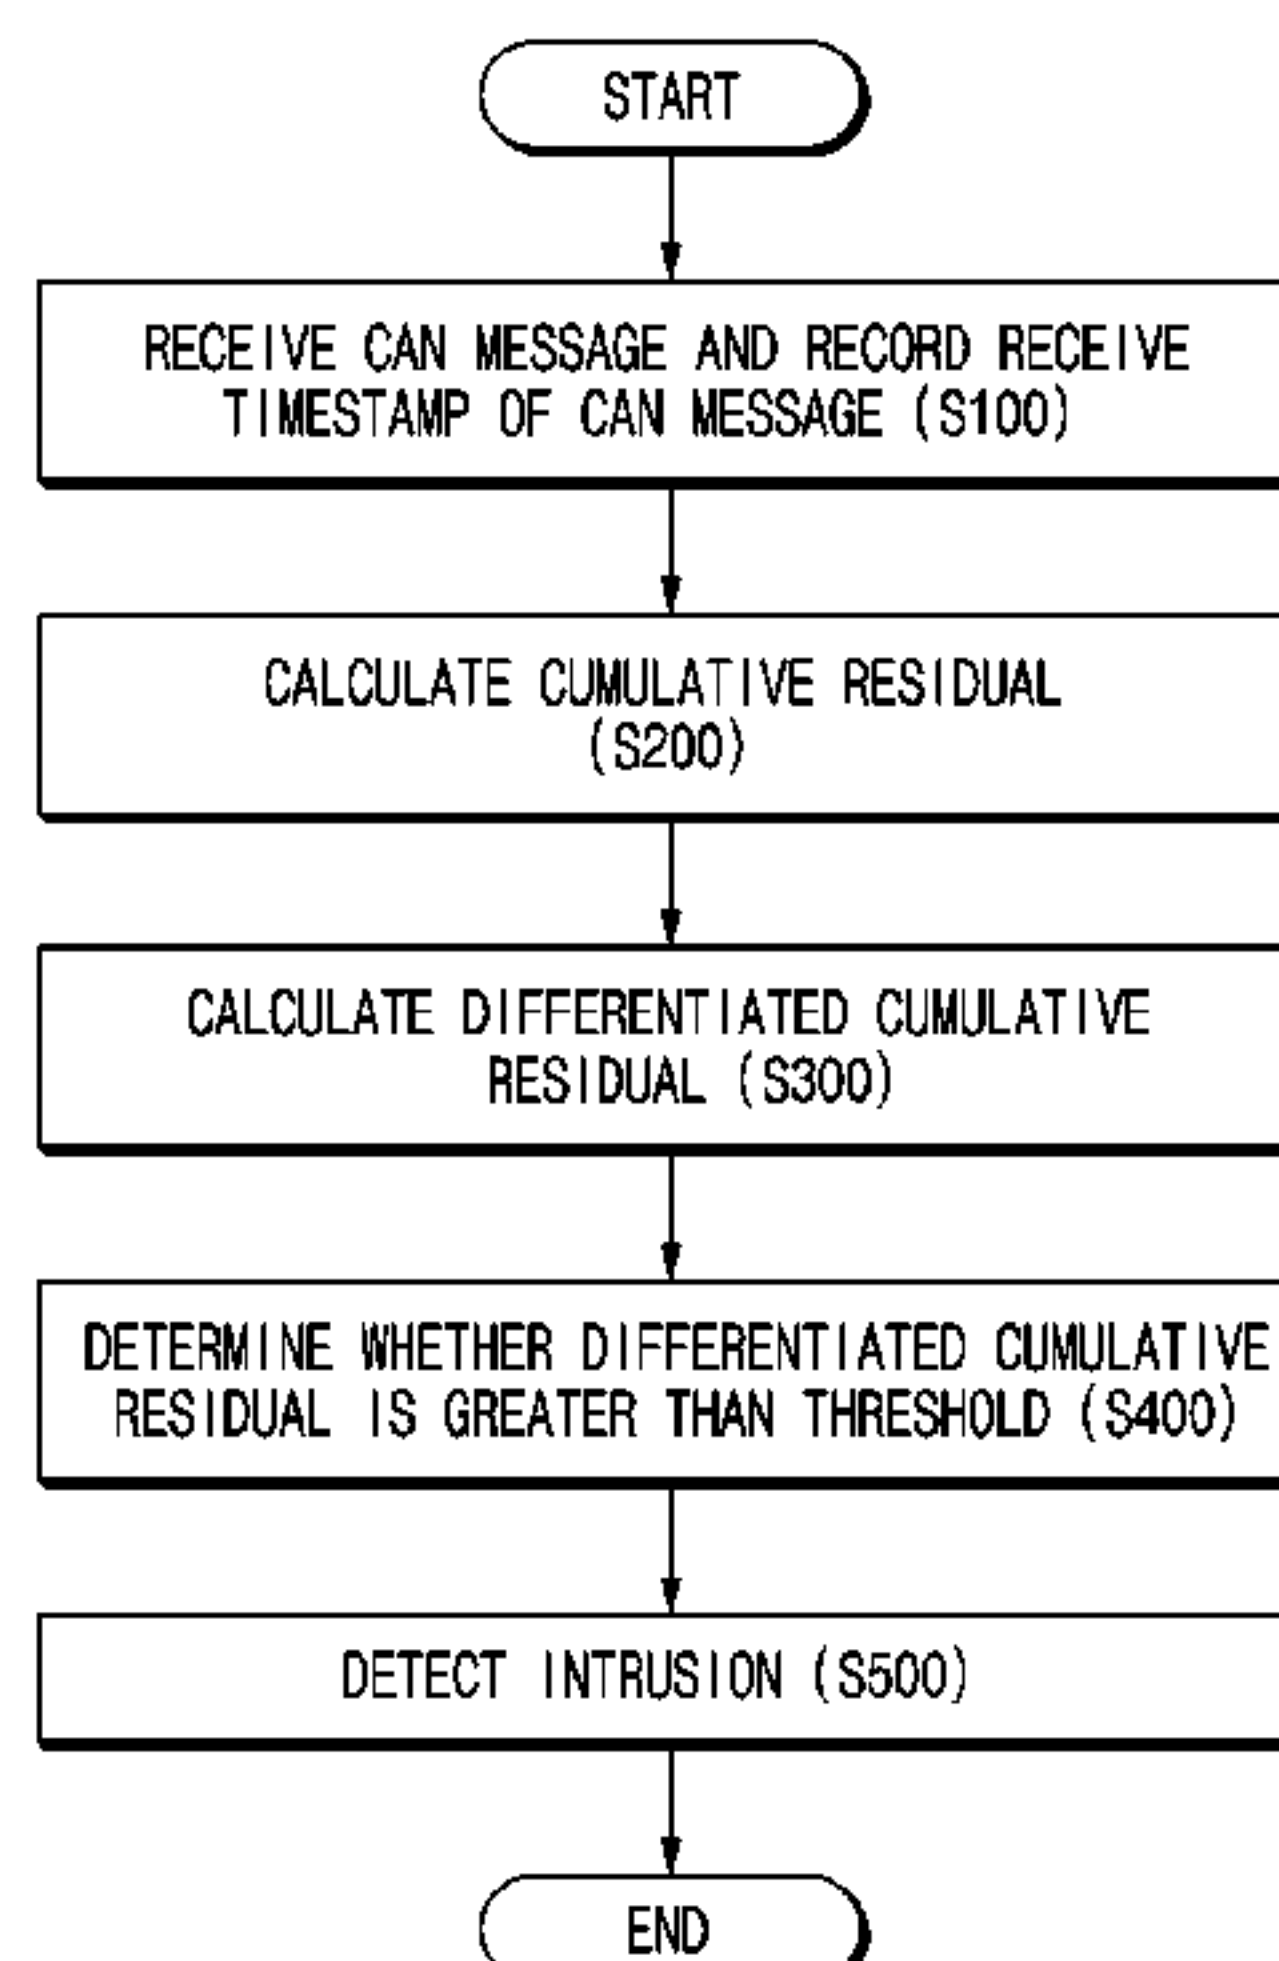 START
RECEIVE CAN MESSAGE AND RECORD RECEIVE
TIMESTAMP OF CAN MESSAGE (S100)
CALCULATE CUMULATIVE RESIDUAL
(S200)
CALCULATE DIFFERENTIATED CUMULATIVE
RESIDUAL (S300)
DETERMINE WHETHER DIFFERENTIATED CUMULATIVE
RESIDUAL IS GREATER THAN THRESHOLD (S400)
DETECT INTRUSION (S500)
END